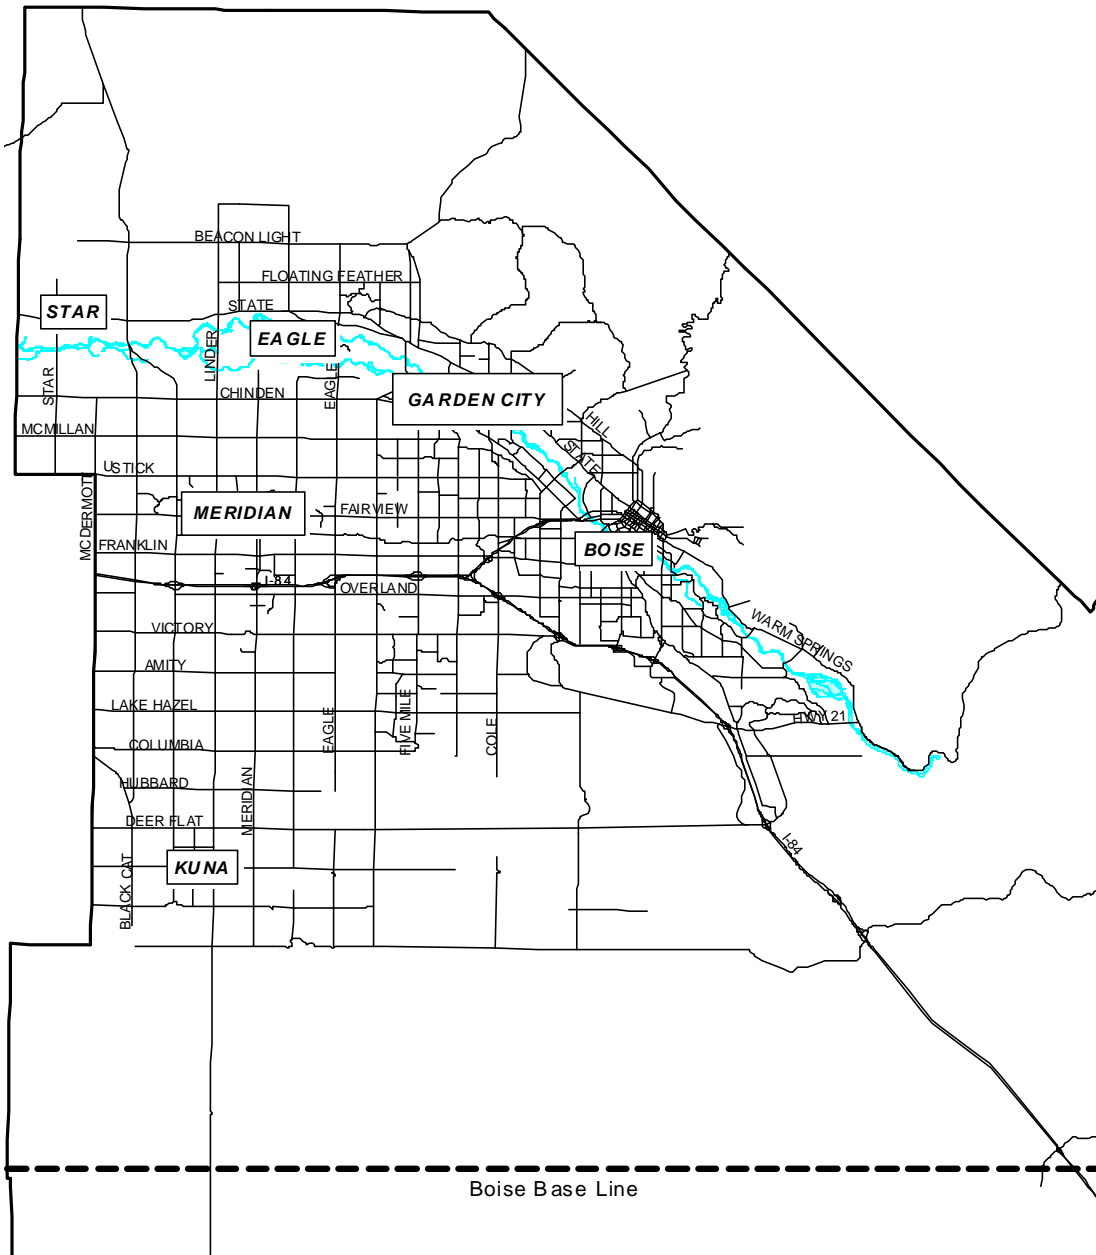 BEACON LIGHT
FLOATING FEATHER
STATE
STAR
EAGLE
LINDER
STAR
EAGLE
CHINDEN
GARDEN CITY
HILL
STATE
MCMILLAN
USTICK
MCDERMOTT
MERIDIAN
FAIRVIEW
FRANKLIN
BOISE
I-84
OVERLAND
VICTORY
WARM SPRINGS
AMITY
LAKE HAZEL
EAGLE
FIVE MILE
COLE
HWY 21
COLUMBIA
HUBBARD
MERIDIAN
DEER FLAT
I-84
BLACK CAT
KUNA
Boise Base Line